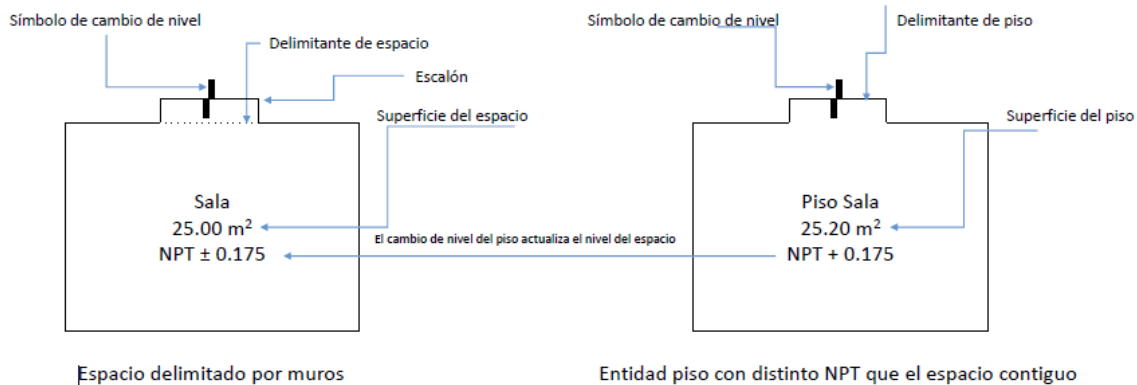 Símbolo de cambio de nivel
Delimitante de espacio
Escalón
Superficie del espacio
Sala
25.00 m²
NPT ± 0.175
Espacio delimitado por muros
El cambio de nivel del piso actualiza el nivel del espacio
Símbolo de cambio de nivel
Delimitante de piso
Superficie del piso
Piso Sala
25.20 m²
NPT + 0.175
Entidad piso con distinto NPT que el espacio contiguo